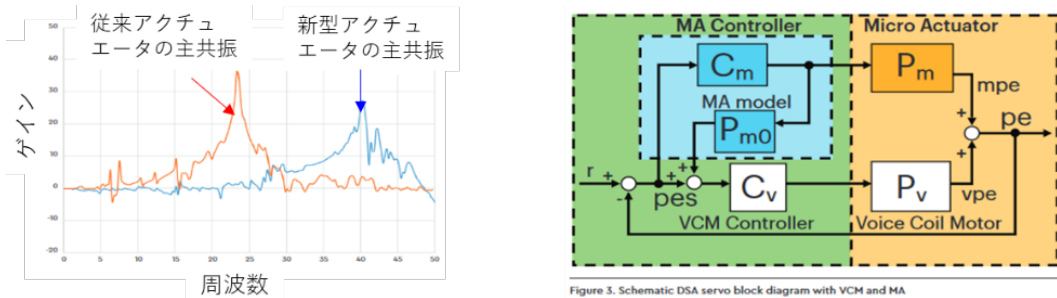 従来アクチュ
エータの主共振
新型アクチュ
エータの主共振
ゲイン
50
40
30
20
10
0
-10
-20
0
5
10
15
20
25
30
35
40
45
50
周波数
MA Controller
Micro Actuator
Cm
Pm
MA model
mpe
Pm0
pe
r
+
+
+
+
+
-
pes
Cv
Pv
vpe
VCM Controller
Voice Coil Motor
Figure 3. Schematic DSA servo block diagram with VCM and MA